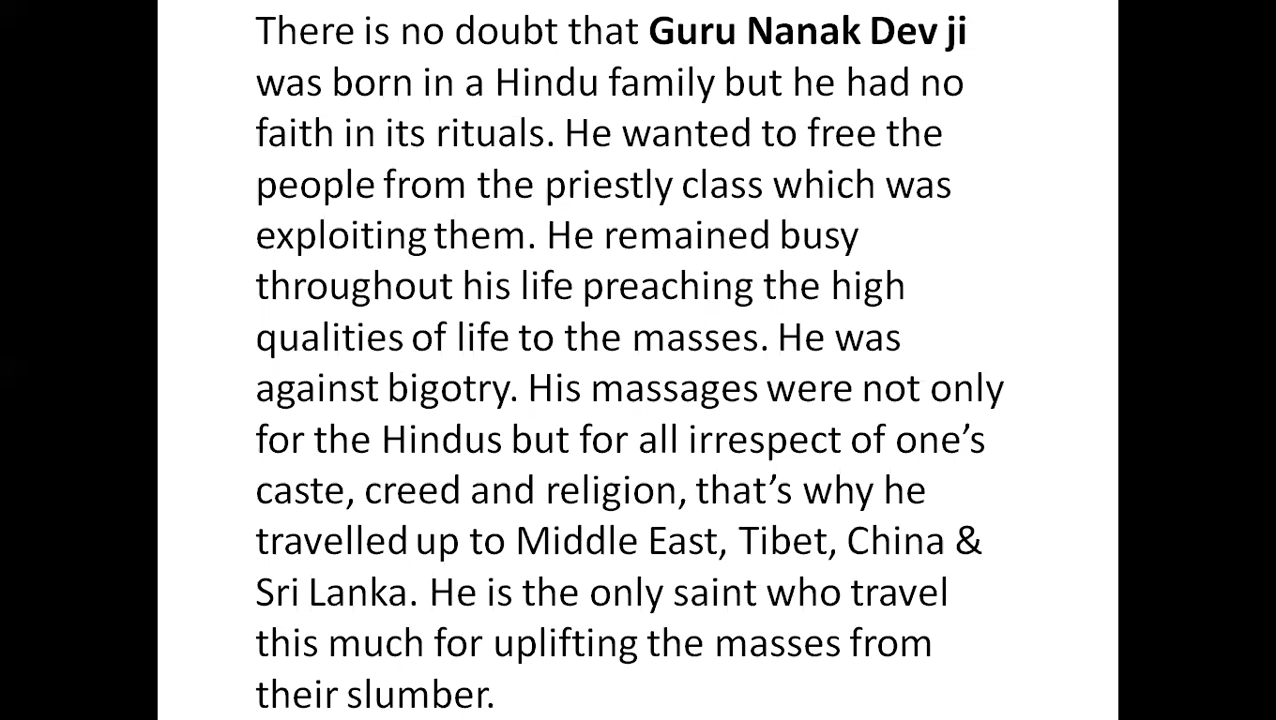 There is no doubt that Guru Nanak Dev ji
was born in a Hindu family but he had no
faith in its rituals. He wanted to free the
people from the priestly class which was
exploiting them. He remained busy
throughout his life preaching the high
qualities of life to the masses. He was
against bigotry. His massages were not only
for the Hindus but for all irrespect of one’s
caste, creed and religion, that’s why he
travelled up to Middle East, Tibet, China &
Sri Lanka. He is the only saint who travel
this much for uplifting the masses from
their slumber.